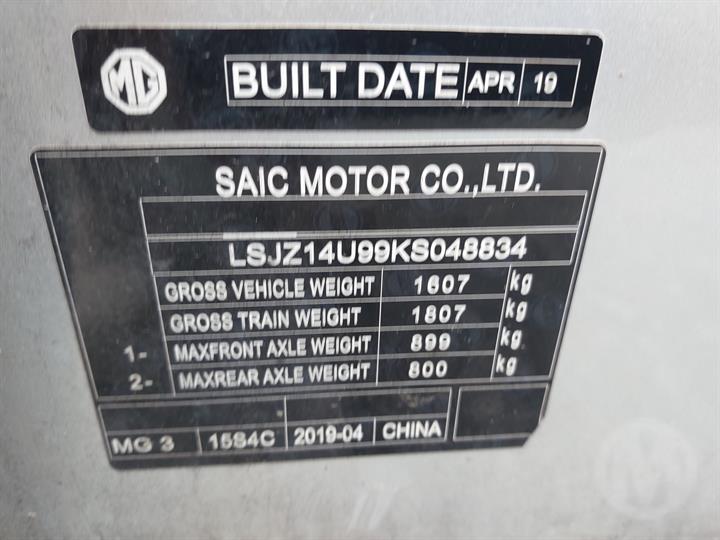 MG BUILT DATE APR 19
SAIC MOTOR CO.,LTD.
LSJZ14U99KS048834
GROSS VEHICLE WEIGHT 1607 kg
GROSS TRAIN WEIGHT 1807 kg
1- MAXFRONT AXLE WEIGHT 899 kg
2- MAXREAR AXLE WEIGHT 800 kg
MG 3 15S4C 2019-04 CHINA
M